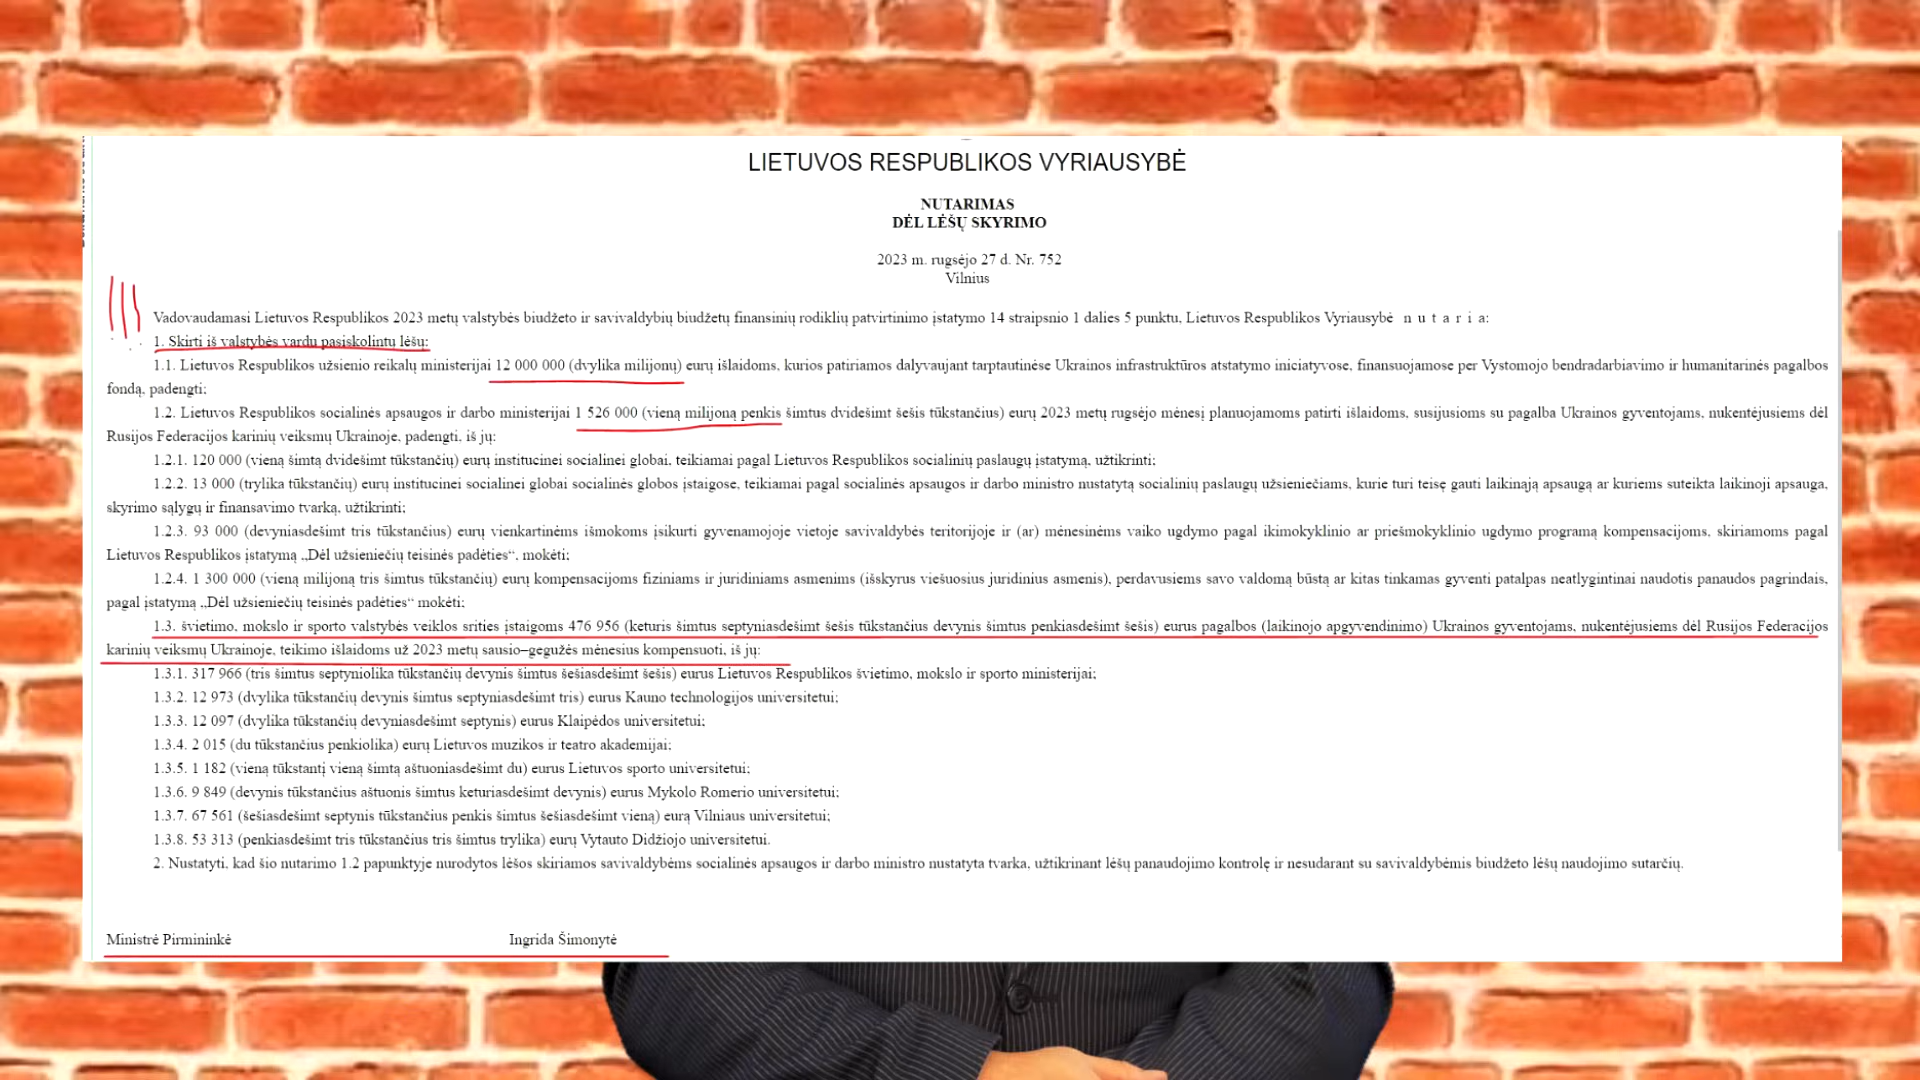 LIETUVOS RESPUBLIKOS VYRIAUSYBĖ
NUTARIMAS
DĖL LĖŠŲ SKYRIMO
2023 m. rugsėjo 27 d. Nr. 752
Vilnius
Vadovaudamasi Lietuvos Respublikos 2023 metų valstybės biudžeto ir savivaldybių biudžetų finansinių rodiklių patvirtinimo įstatymo 14 straipsnio 1 dalies 5 punktu, Lietuvos Respublikos Vyriausybė n u t a r i a:
1. Skirti iš valstybės vardu pasiskolintų lėšų:
1.1. Lietuvos Respublikos užsienio reikalų ministerijai 12 000 000 (dvylika milijonų) eurų išlaidoms, kurios patiriamos dalyvaujant tarptautinėse Ukrainos infrastruktūros atstatymo iniciatyvose, finansuojamose per Vystomojo bendradarbiavimo ir humanitarinės pagalbos
fondą, padengti;
1.2. Lietuvos Respublikos socialinės apsaugos ir darbo ministerijai 1 526 000 (vieną milijoną penkis šimtus dvidešimt šešis tūkstančius) eurų 2023 metų rugsėjo mėnesį planuojamoms patirti išlaidoms, susijusioms su pagalba Ukrainos gyventojams, nukentėjusiems dėl
Rusijos Federacijos karinių veiksmų Ukrainoje, padengti, iš jų:
1.2.1. 120 000 (vieną šimtą dvidešimt tūkstančių) eurų institucinei socialinei globai, teikiamai pagal Lietuvos Respublikos socialinių paslaugų įstatymą, užtikrinti;
1.2.2. 13 000 (trylika tūkstančių) eurų institucinei socialinei globai socialinės globos įstaigose, teikiamai pagal socialinės apsaugos ir darbo ministro nustatytą socialinių paslaugų užsieniečiams, kurie turi teisę gauti laikinąją apsaugą ar kuriems suteikta laikinoji apsauga,
skyrimo sąlygų ir finansavimo tvarką, užtikrinti;
1.2.3. 93 000 (devyniasdešimt tris tūkstančius) eurų vienkartinėms išmokoms įsikurti gyvenamojoje vietoje savivaldybės teritorijoje ir (ar) mėnesinėms vaiko ugdymo pagal ikimokyklinio ar priešmokyklinio ugdymo programą kompensacijoms, skiriamoms pagal
Lietuvos Respublikos įstatymą „Dėl užsieniečių teisinės padėties“, mokėti;
1.2.4. 1 300 000 (vieną milijoną tris šimtus tūkstančių) eurų kompensacijoms fiziniams ir juridiniams asmenims (išskyrus viešuosius juridinius asmenis), perdavusiems savo valdomą būstą ar kitas tinkamas gyventi patalpas neatlygintinai naudotis panaudos pagrindais,
pagal įstatymą „Dėl užsieniečių teisinės padėties“ mokėti;
1.3. švietimo, mokslo ir sporto valstybės veiklos srities įstaigoms 476 956 (keturis šimtus septyniasdešimt šešis tūkstančius devynis šimtus penkiasdešimt šešis) eurus pagalbos (laikinojo apgyvendinimo) Ukrainos gyventojams, nukentėjusiems dėl Rusijos Federacijos
karinių veiksmų Ukrainoje, teikimo išlaidoms už 2023 metų sausio–gegužės mėnesius kompensuoti, iš jų:
1.3.1. 317 966 (tris šimtus septyniolika tūkstančių devynis šimtus šešiasdešimt šešis) eurus Lietuvos Respublikos švietimo, mokslo ir sporto ministerijai;
1.3.2. 12 973 (dvylika tūkstančių devynis šimtus septyniasdešimt tris) eurus Kauno technologijos universitetui;
1.3.3. 12 097 (dvylika tūkstančių devyniasdešimt septynis) eurus Klaipėdos universitetui;
1.3.4. 2 015 (du tūkstančius penkiolika) eurų Lietuvos muzikos ir teatro akademijai;
1.3.5. 1 182 (vieną tūkstantį vieną šimtą aštuoniasdešimt du) eurus Lietuvos sporto universitetui;
1.3.6. 9 849 (devynis tūkstančius aštuonis šimtus keturiasdešimt devynis) eurus Mykolo Romerio universitetui;
1.3.7. 67 561 (šešiasdešimt septynis tūkstančius penkis šimtus šešiasdešimt vieną) eurą Vilniaus universitetui;
1.3.8. 53 313 (penkiasdešimt tris tūkstančius tris šimtus trylika) eurų Vytauto Didžiojo universitetui.
2. Nustatyti, kad šio nutarimo 1.2 papunktyje nurodytos lėšos skiriamos savivaldybėms socialinės apsaugos ir darbo ministro nustatyta tvarka, užtikrinant lėšų panaudojimo kontrolę ir nesudarant su savivaldybėmis biudžeto lėšų naudojimo sutarčių.
Ministrė Pirmininkė Ingrida Šimonytė